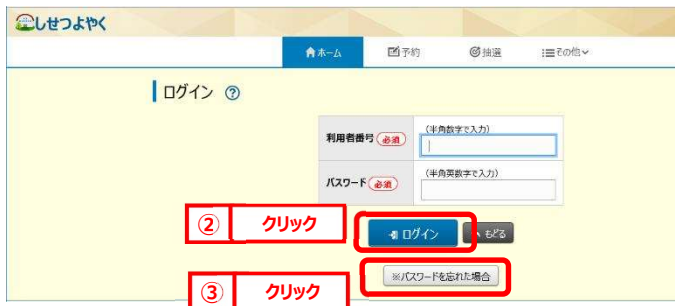 しせつよやく
ホーム 予約 抽選 その他
ログイン ?
利用者番号 必須 (半角数字で入力)
パスワード 必須 (半角英数字で入力)
② クリック ログイン もどる
※パスワードを忘れた場合
③ クリック